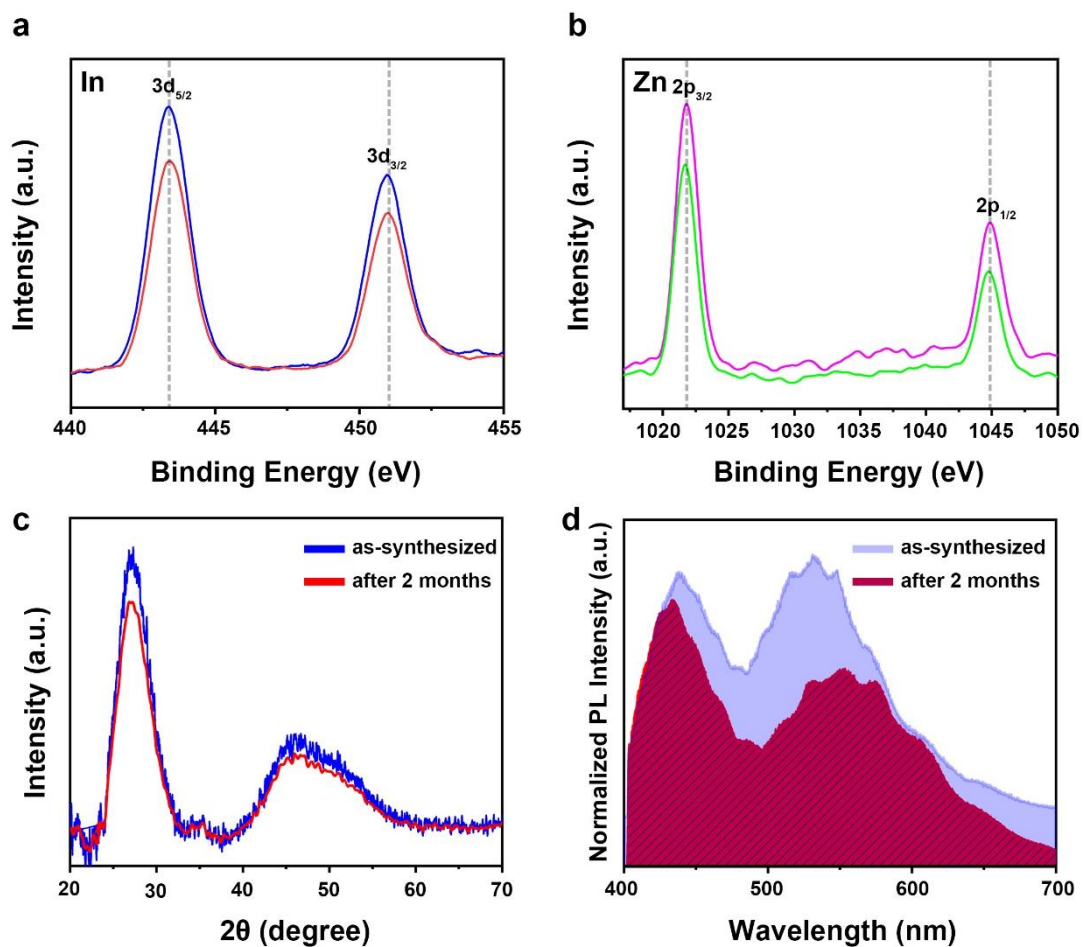 a
In
3d5/2
3d3/2
Intensity (a.u.)
440 445 450 455
Binding Energy (eV)
b
Zn 2p3/2
2p1/2
Intensity (a.u.)
1020 1025 1030 1035 1040 1045 1050
Binding Energy (eV)
c
as-synthesized
after 2 months
Intensity (a.u.)
20 30 40 50 60 70
2θ (degree)
d
as-synthesized
after 2 months
Normalized PL Intensity (a.u.)
400 500 600 700
Wavelength (nm)